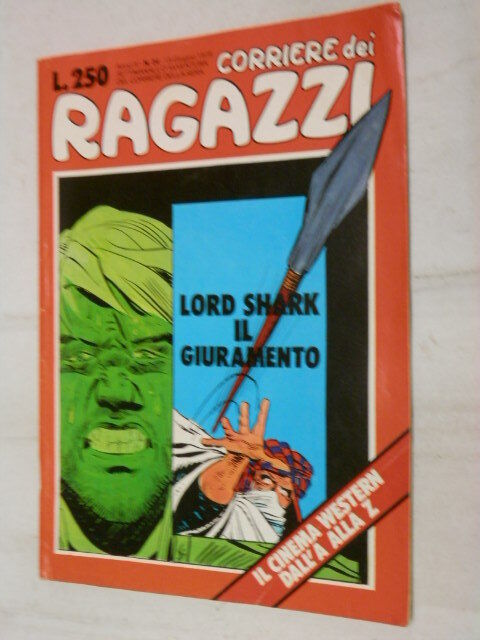 L. 250
CORRIERE dei
RAGAZZI
LORD SHARK
IL
GIURAMENTO
IL CINEMA WESTERN
DALL'A ALLA Z